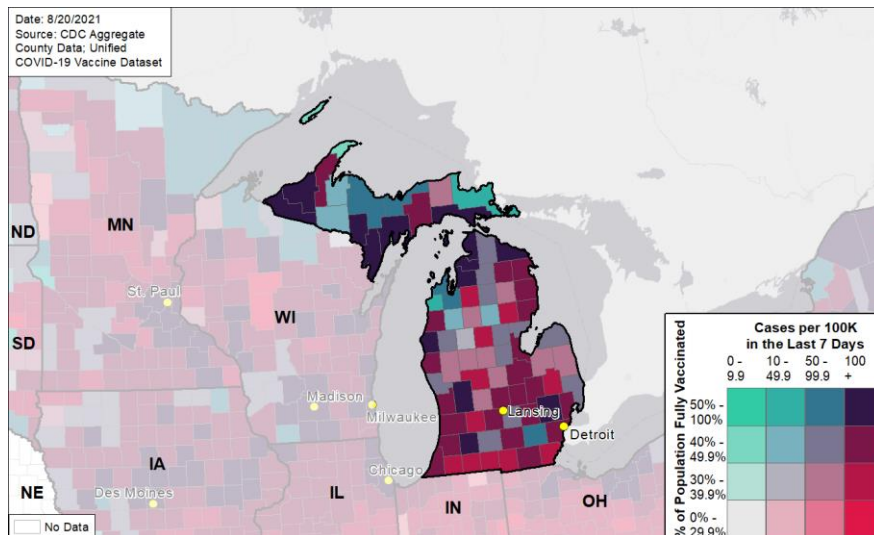 Date: 8/20/2021
Source: CDC Aggregate
County Data; Unified
COVID-19 Vaccine Dataset
ND
MN
St. Paul
SD
WI
Madison
Milwaukee
Lansing
Detroit
IA
Chicago
NE
Des Moines
IL
IN
OH
No Data
Cases per 100K
in the Last 7 Days
0 -
9.9
10 -
49.9
50 -
99.9
100
+
% of Population Fully Vaccinated
50% -
100%
40% -
49.9%
30% -
39.9%
0% -
29.9%